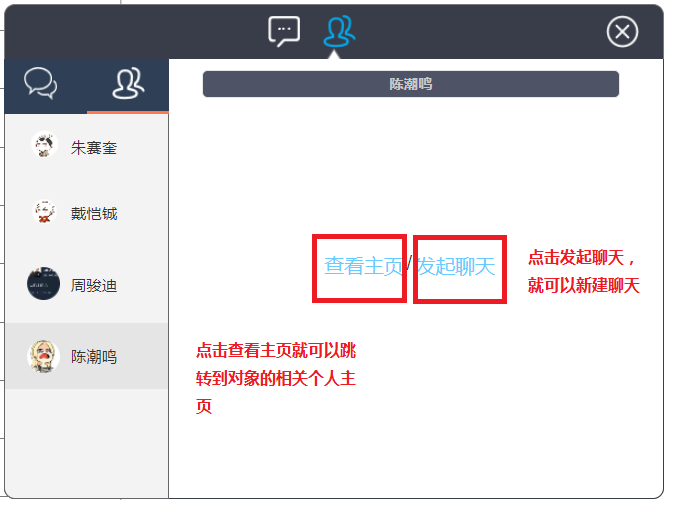 陈潮鸣
朱赛奎
戴恺铖
周骏迪
陈潮鸣
查看主页/发起聊天
点击发起聊天，
就可以新建聊天
点击查看主页就可以跳
转到对象的相关个人主
页